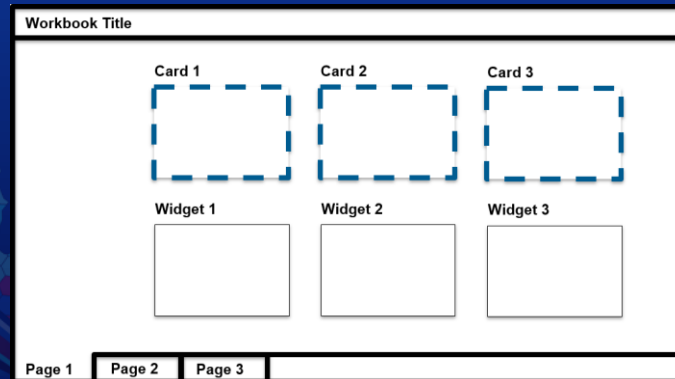 Workbook Title
Card 1 Card 2 Card 3
Widget 1 Widget 2 Widget 3
Page 1 Page 2 Page 3